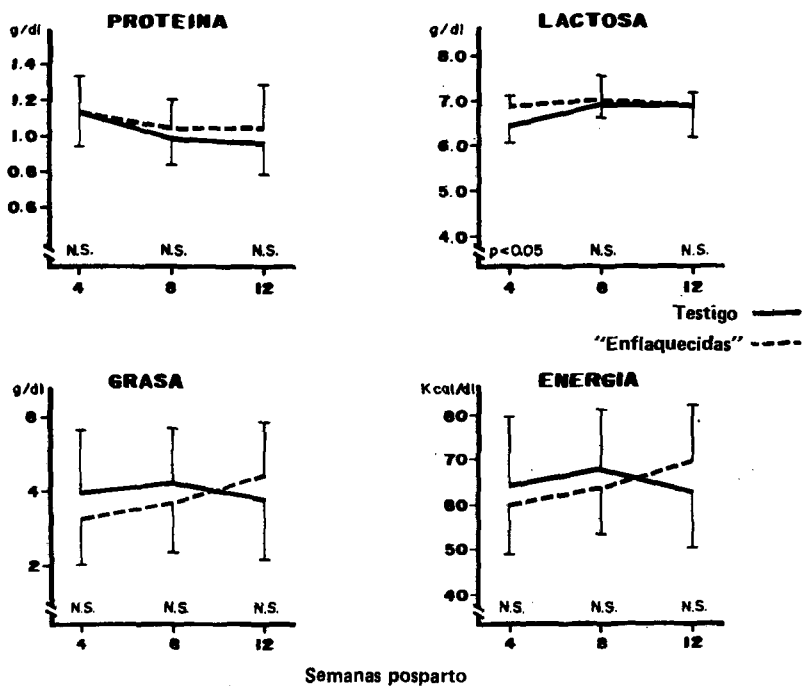 PROTEINA
g/dl
1.4
1.2
1.0
0.8
0.6
N.S. N.S. N.S.
4 8 12
LACTOSA
g/dl
8.0
7.0
6.0
5.0
4.0
p<0.05 N.S. N.S.
4 8 12
Testigo
"Enflaquecidas"
GRASA
g/dl
6
4
2
N.S. N.S. N.S.
4 8 12
ENERGIA
Kcal/dl
80
70
60
50
40
N.S. N.S. N.S.
4 8 12
Semanas posparto